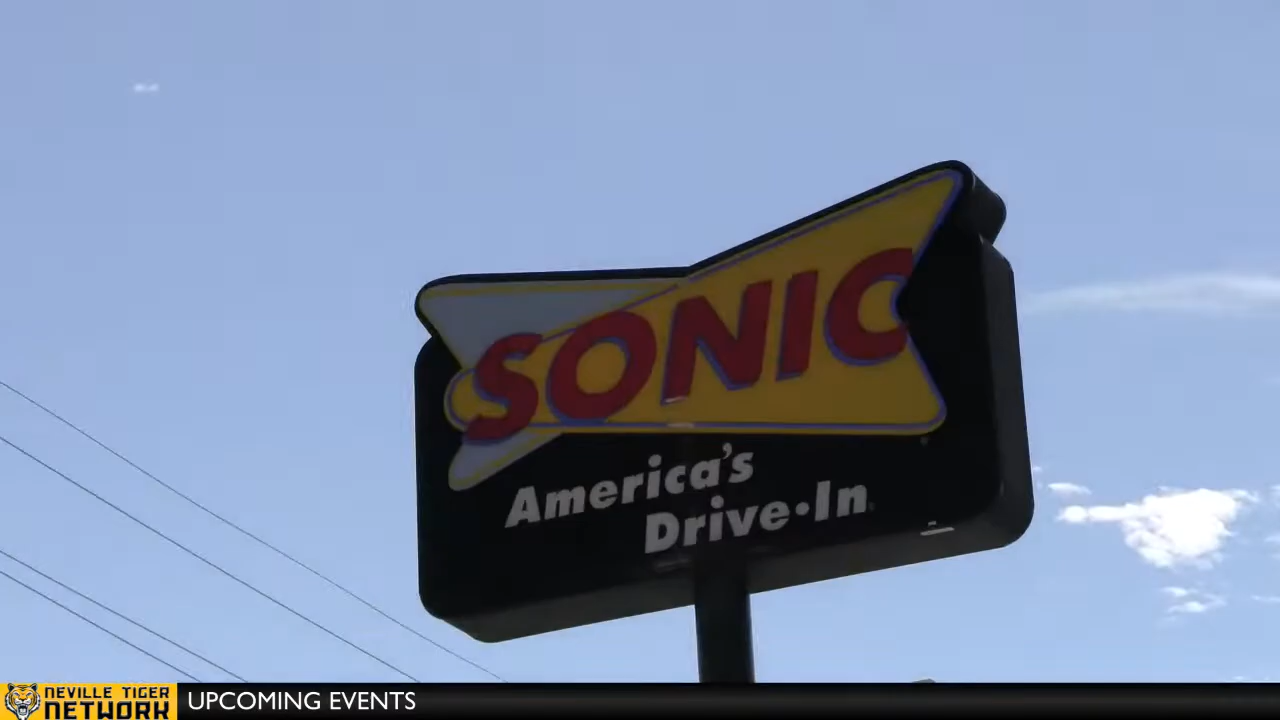 SONIC
America's
Drive-In
NEVILLE TIGER
NETWORK
UPCOMING EVENTS